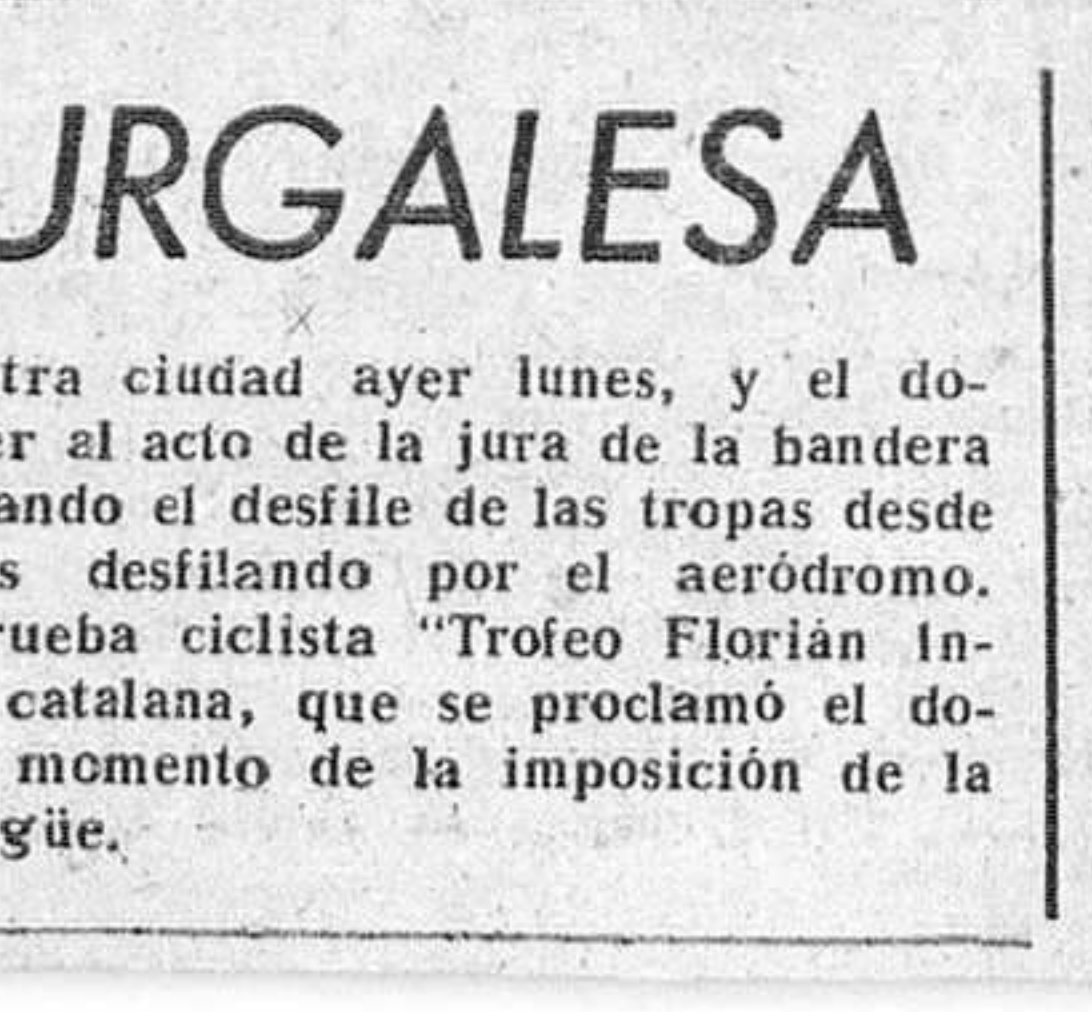 URGALESA
tra ciudad ayer lunes, y el do-
er al acto de la jura de la bandera
ando el desfile de las tropas desde
s desfilando por el aeródromo.
rueba ciclista "Trofeo Florián In-
catalana, que se proclamó el do-
momento de la imposición de la
güe.